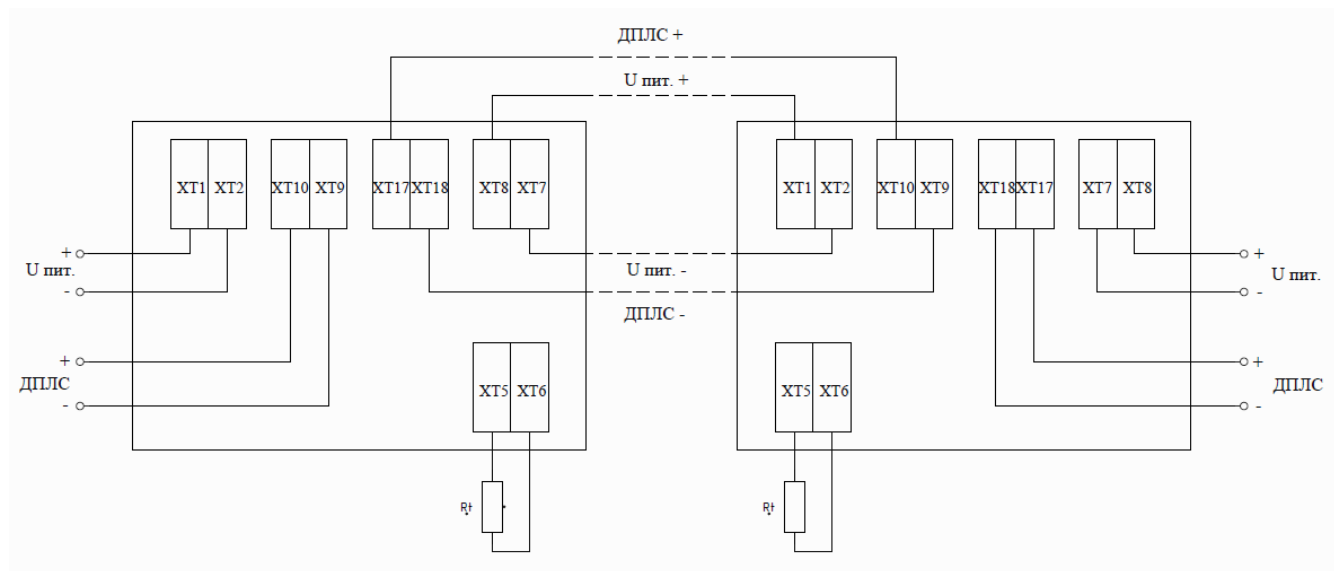 ДПЛС +
U пит. +
XT1 XT2 XT10 XT9 XT17 XT18 XT8 XT7
XT1 XT2 XT10 XT9 XT18 XT17 XT7 XT8
+
U пит.
-
U пит. -
+
U пит.
-
ДПЛС -
+
ДПЛС
-
+
ДПЛС
-
XT5 XT6
XT5 XT6
Rt
Rt